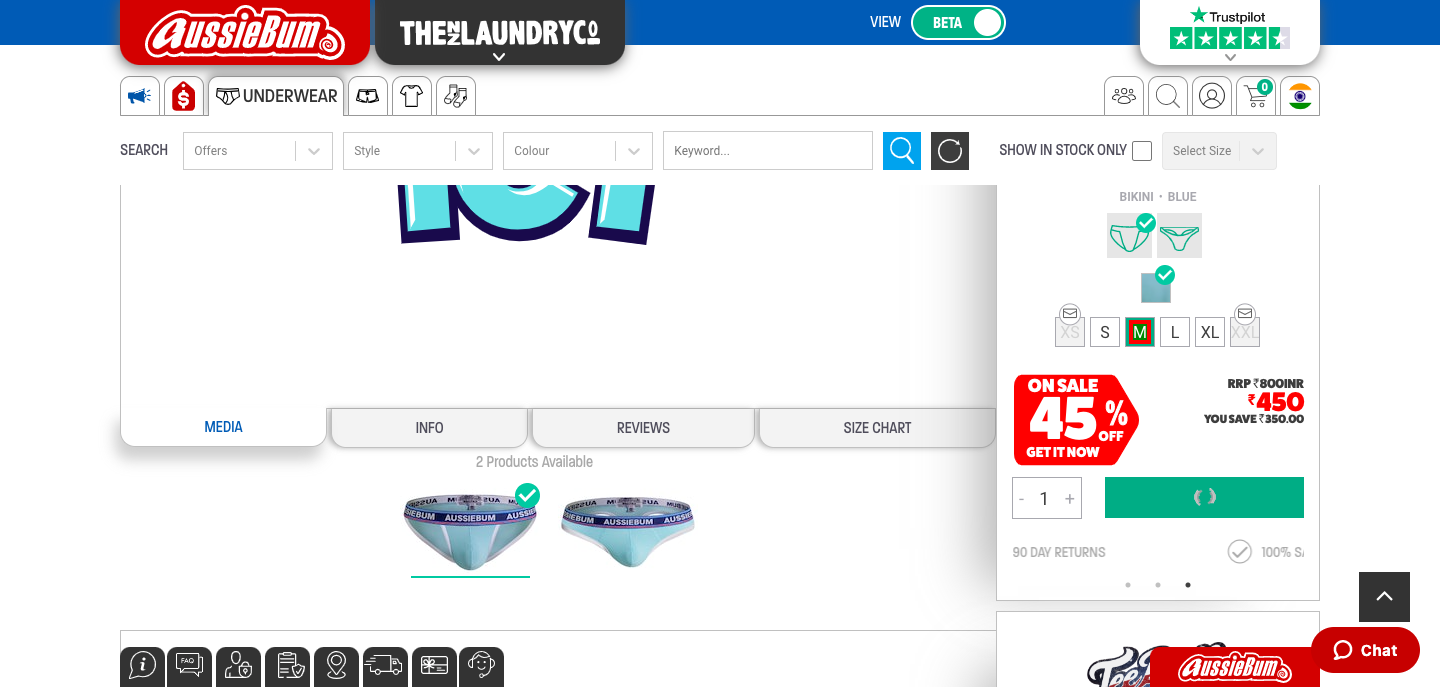 AussieBum
THE LAUNDRY CO
VIEW BETA
Trustpilot
UNDERWEAR
0
SEARCH Offers Style Colour Keyword... SHOW IN STOCK ONLY Select Size
BIKINI • BLUE
XS S M L XL XXL
ON SALE
45%
OFF
GET IT NOW
RRP ₹800INR
₹450
YOU SAVE ₹350.00
MEDIA INFO REVIEWS SIZE CHART
2 Products Available
AUSSIEBUM
AUSSIEBUM
- 1 +
90 DAY RETURNS 100% SA
FAQ
Chat
AussieBum